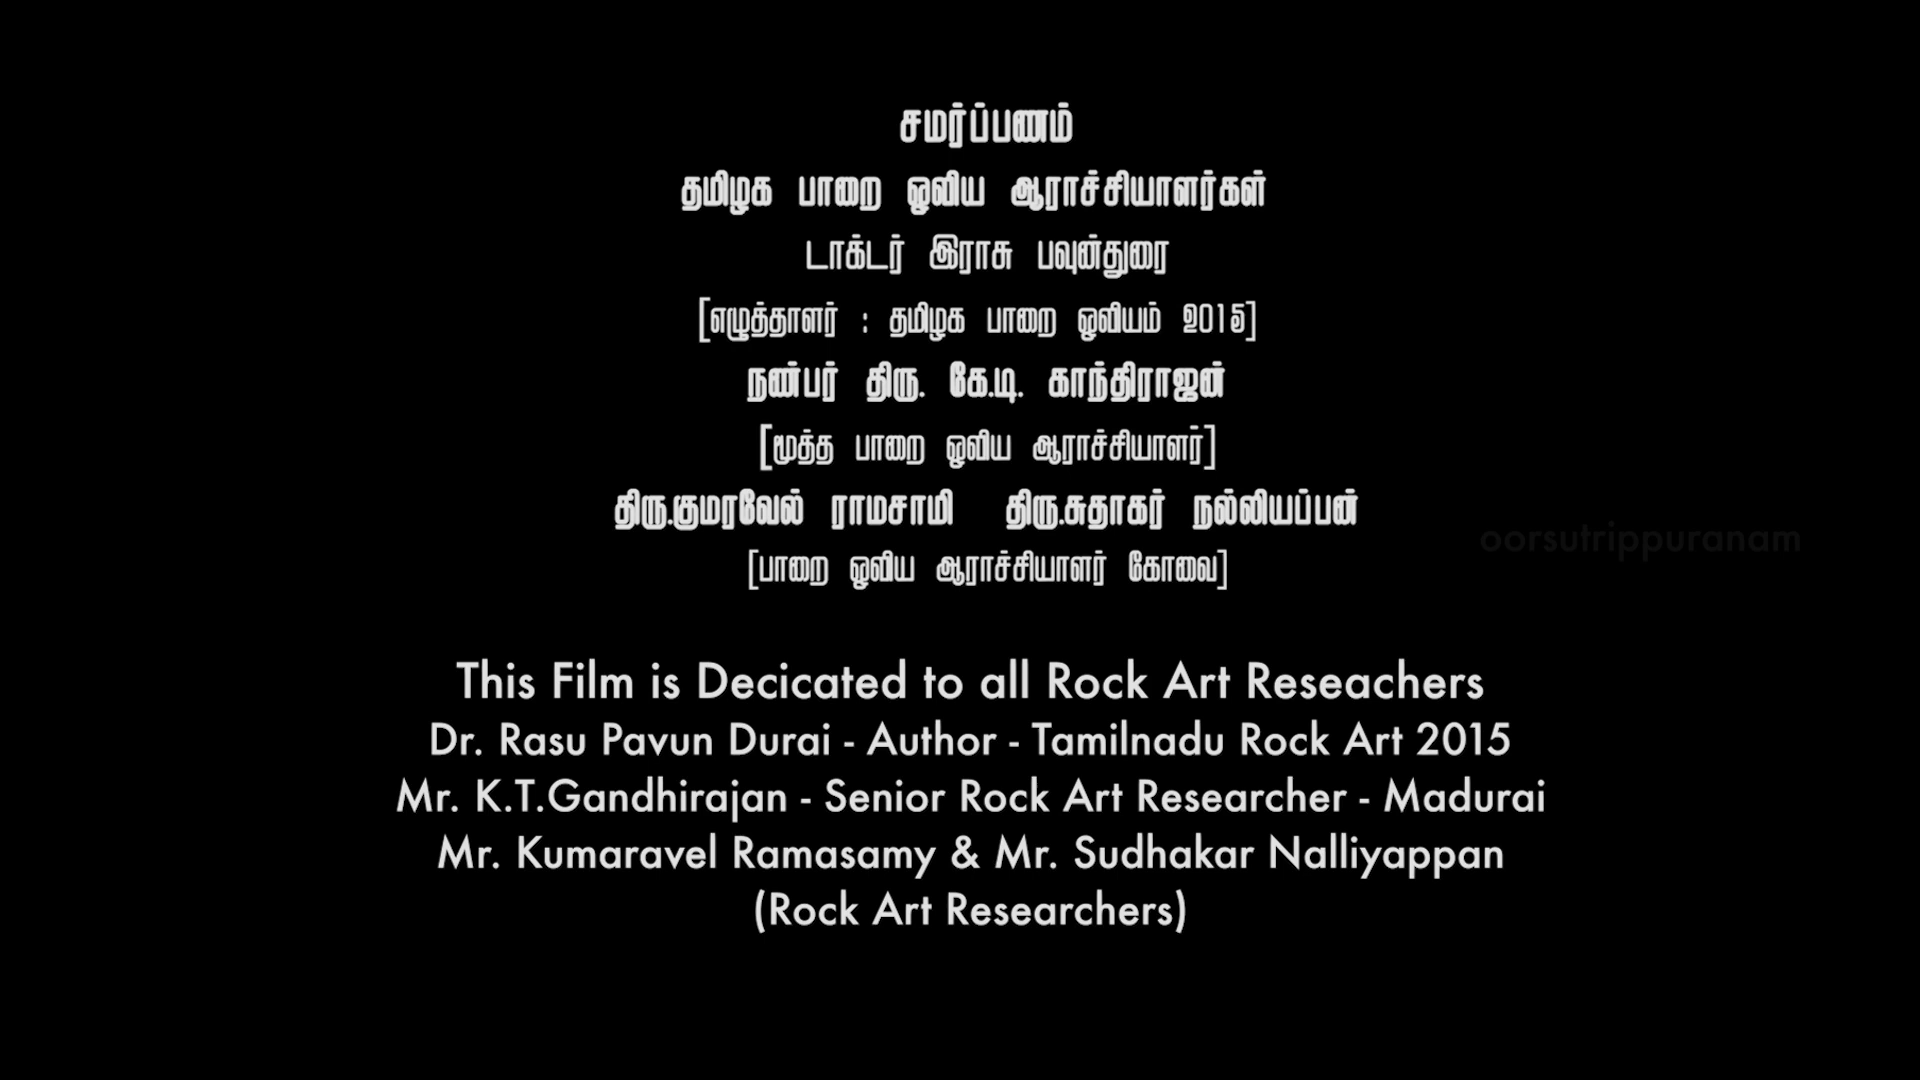 சமர்ப்பணம்
தமிழக பாறை ஓவிய ஆராச்சியாளர்கள்
டாக்டர் இராசு பவுன்துரை
[எழுத்தாளர் : தமிழக பாறை ஓவியம் 2015]
நண்பர் திரு. கே.டி. காந்திராஜன்
[மூத்த பாறை ஓவிய ஆராச்சியாளர்]
திரு.குமரவேல் ராமசாமி திரு.சுதாகர் நல்லியப்பன்
[பாறை ஓவிய ஆராச்சியாளர் கோவை]
oorsutrippuranam
This Film is Decicated to all Rock Art Reseachers
Dr. Rasu Pavun Durai - Author - Tamilnadu Rock Art 2015
Mr. K.T.Gandhirajan - Senior Rock Art Researcher - Madurai
Mr. Kumaravel Ramasamy & Mr. Sudhakar Nalliyappan
(Rock Art Researchers)